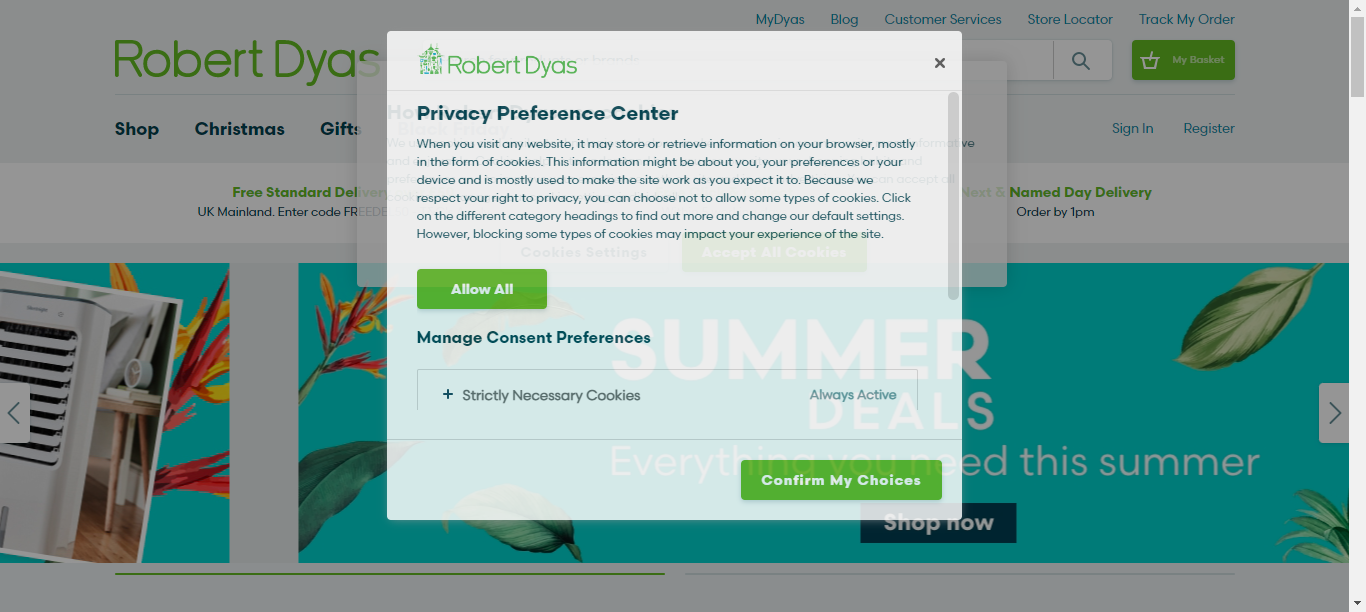 MyDyas Blog Customer Services Store Locator Track My Order
Robert Dyas
My Basket
Shop Christmas Gifts
Sign In Register
Free Standard Delivery
UK Mainland. Enter code FREEDE
Next & Named Day Delivery
Order by 1pm
Robert Dyas
Privacy Preference Center
When you visit any website, it may store or retrieve information on your browser, mostly
in the form of cookies. This information might be about you, your preferences or your
device and is mostly used to make the site work as you expect it to. Because we
respect your right to privacy, you can choose not to allow some types of cookies. Click
on the different category headings to find out more and change our default settings.
However, blocking some types of cookies may impact your experience of the site.
Cookies Settings Accept All Cookies
Allow All
Manage Consent Preferences
+ Strictly Necessary Cookies Always Active
Confirm My Choices
SUMMER
DEALS
Everything you need this summer
Shop now